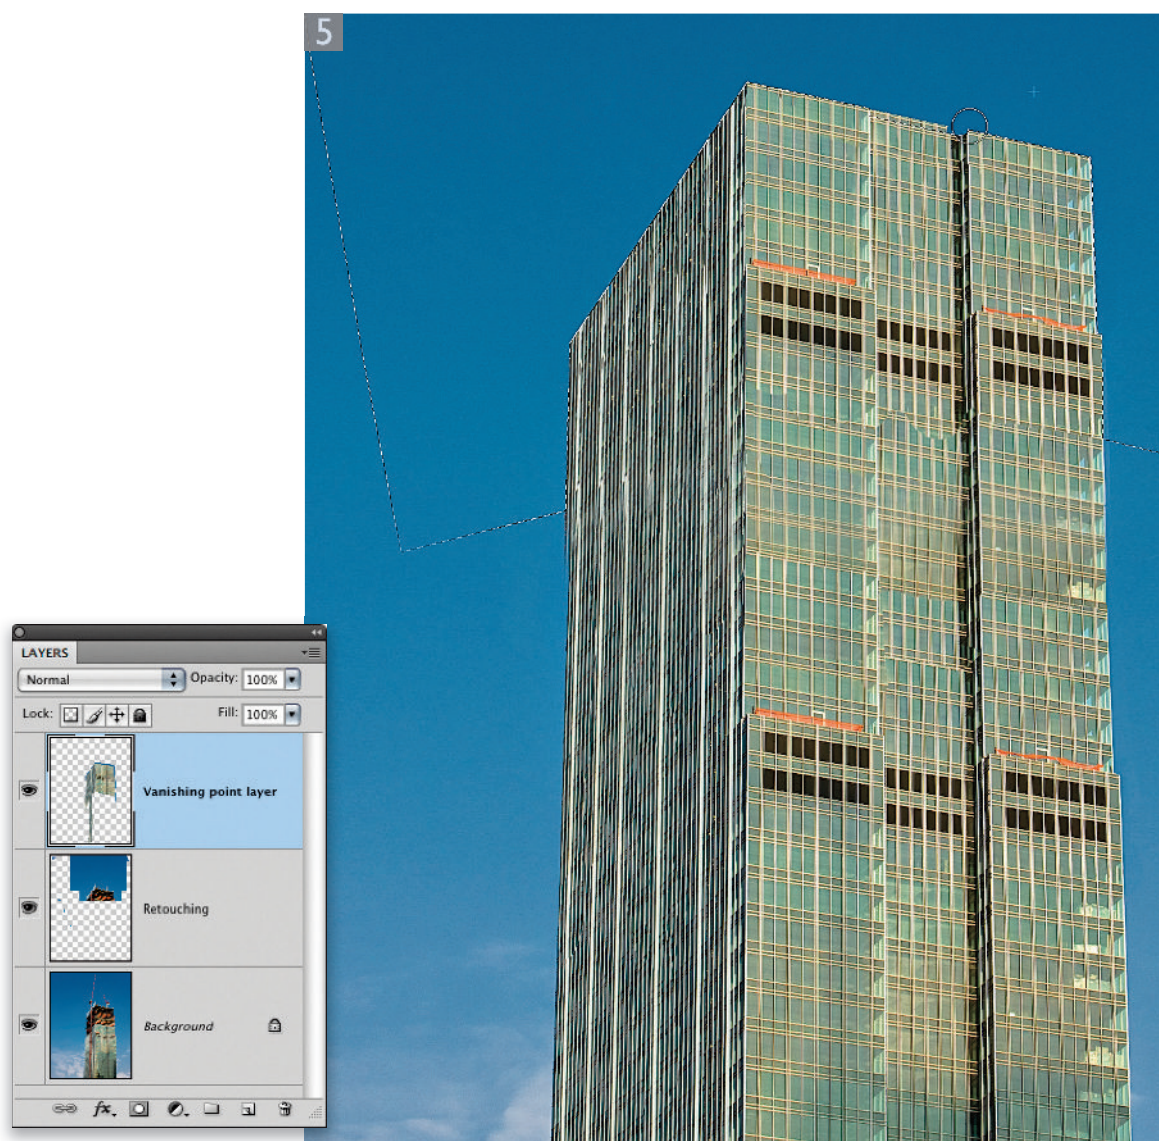 5
LAYERS
Normal Opacity: 100%
Lock: Fill: 100%
Vanishing point layer
Retouching
Background
fx.